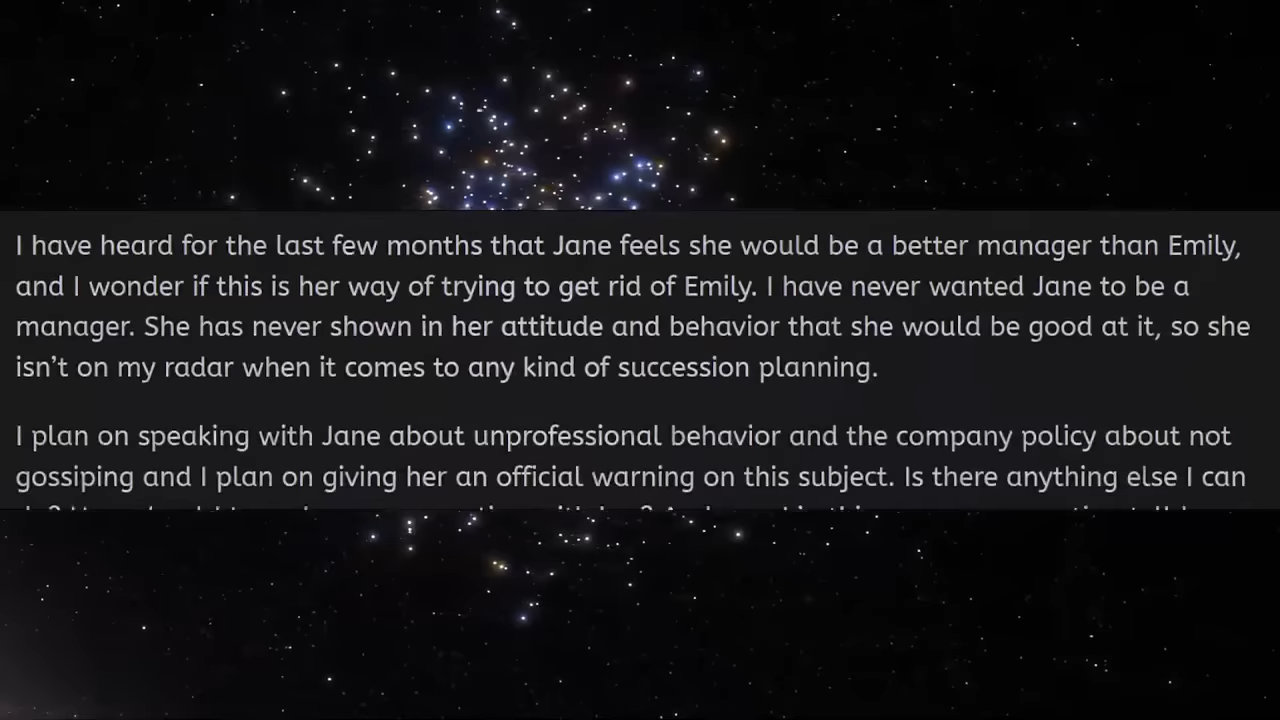 I have heard for the last few months that Jane feels she would be a better manager than Emily,
and I wonder if this is her way of trying to get rid of Emily. I have never wanted Jane to be a
manager. She has never shown in her attitude and behavior that she would be good at it, so she
isn’t on my radar when it comes to any kind of succession planning.
I plan on speaking with Jane about unprofessional behavior and the company policy about not
gossiping and I plan on giving her an official warning on this subject. Is there anything else I can